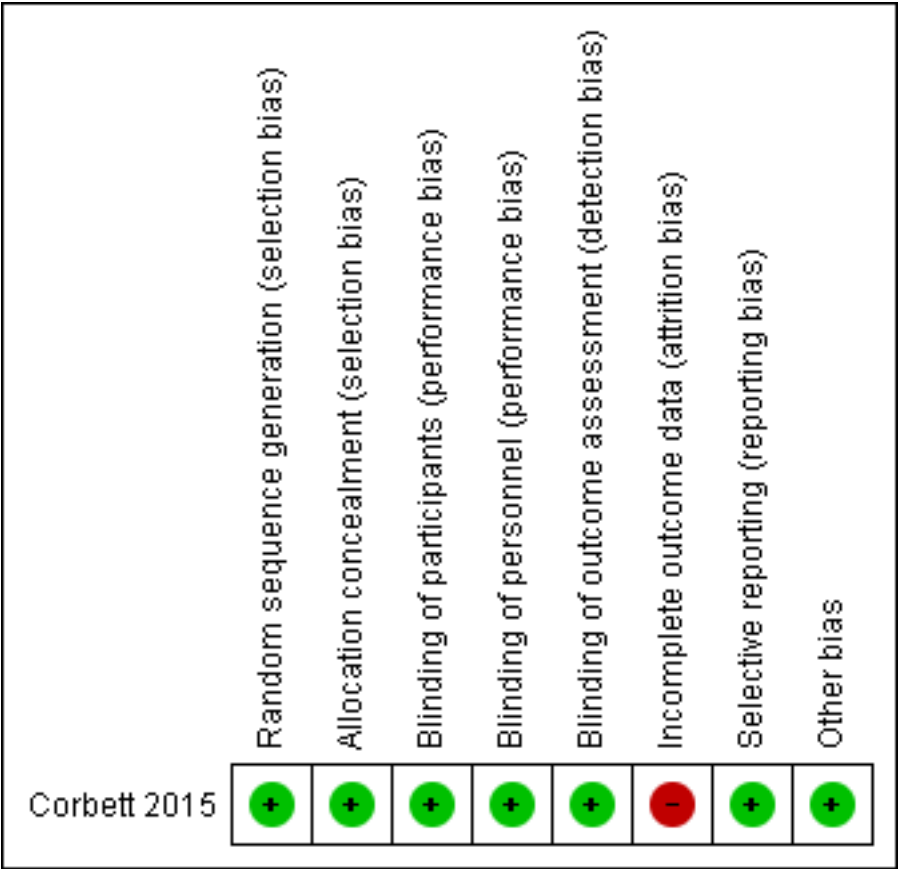 Random sequence generation (selection bias)
Allocation concealment (selection bias)
Blinding of participants (performance bias)
Blinding of personnel (performance bias)
Blinding of outcome assessment (detection bias)
Incomplete outcome data (attrition bias)
Selective reporting (reporting bias)
Other bias
Corbett 2015 + + + + + - + +